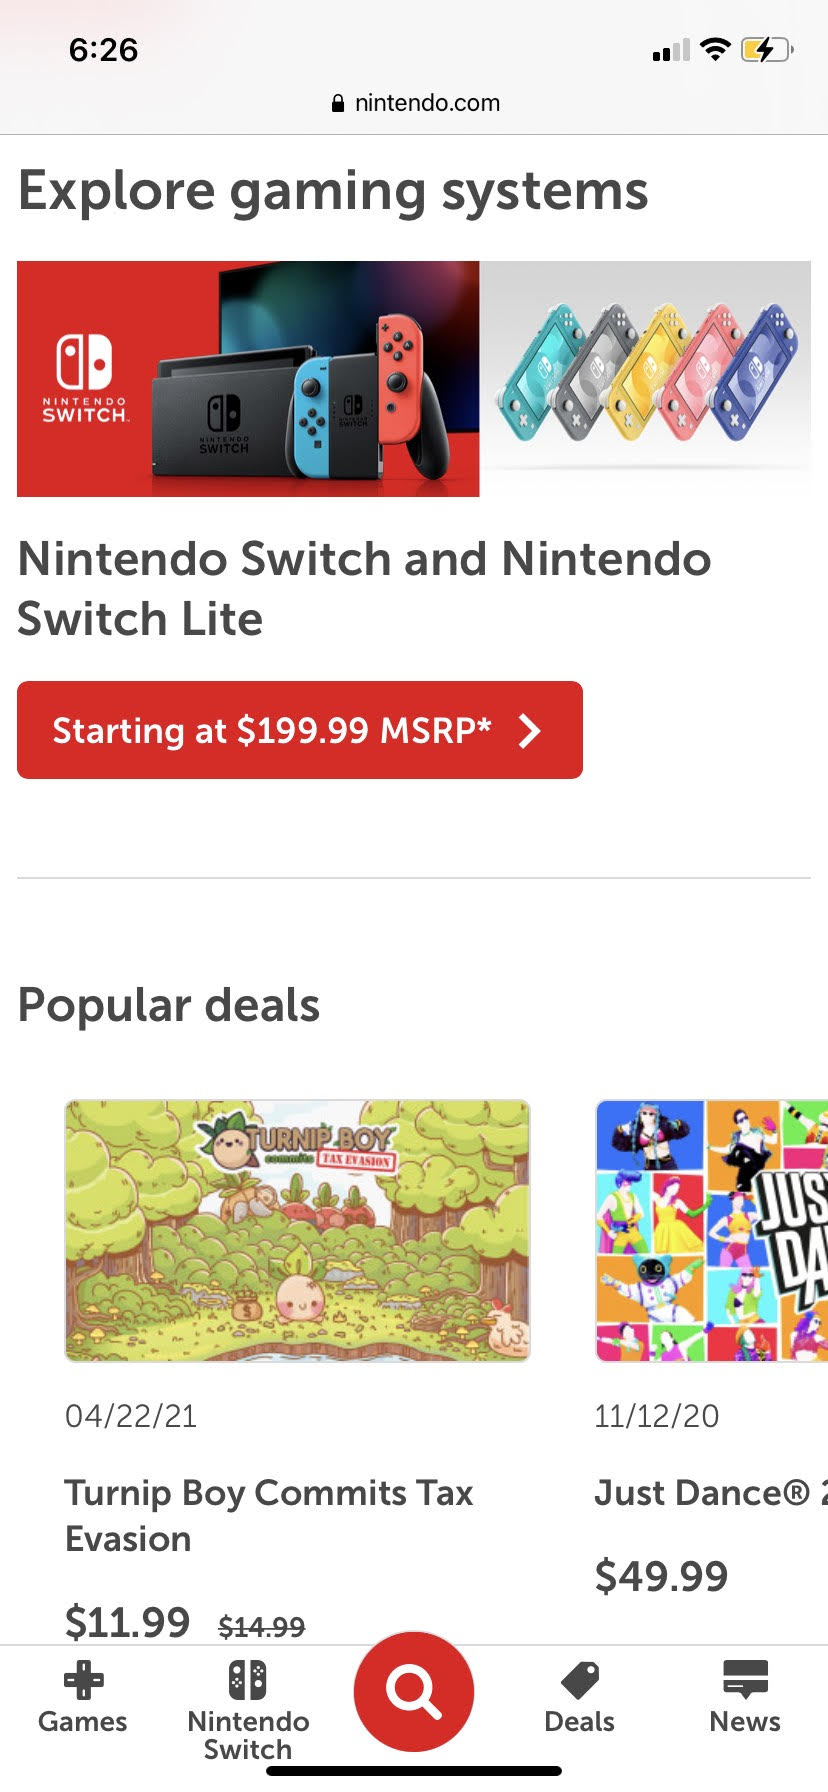 6:26
nintendo.com
Explore gaming systems
NINTENDO
SWITCH
NINTENDO
SWITCH
NINTENDO
SWITCH
Nintendo Switch and Nintendo
Switch Lite
Starting at $199.99 MSRP*
Popular deals
TURNIP BOY
commits TAX EVASION
JUS
DA
04/22/21
11/12/20
Turnip Boy Commits Tax
Evasion
Just Dance®
$49.99
$11.99 $14.99
Games
Nintendo
Switch
Deals
News